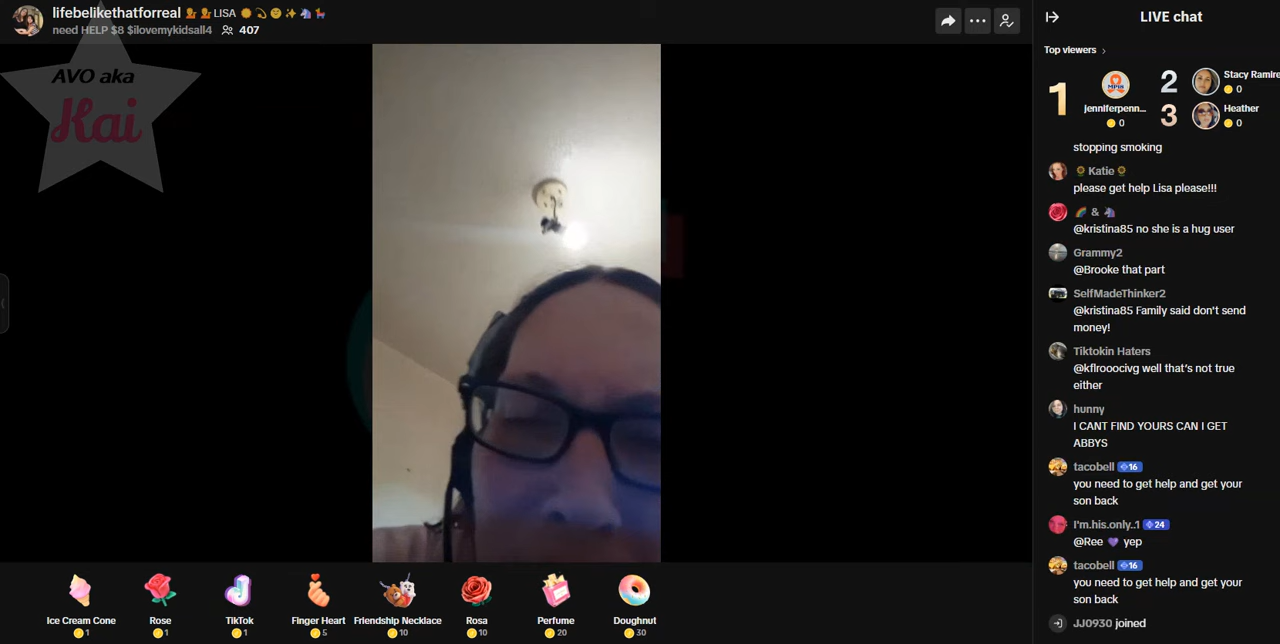 lifebelikethatforreal 💁 💁 LISA 🌞 💫 😊 ✨ 🦄 🎠
need HELP $8 $ilovemykidsall4 407
AVO aka
Kai
LIVE chat
Top viewers
1
MPIII
jenniferpenn...
0
2
Stacy Ramire
0
3
Heather
0
stopping smoking
🌻 Katie 🌻
please get help Lisa please!!!
🌈 & 🦄
@kristina85 no she is a hug user
Grammy2
@Brooke that part
SelfMadeThinker2
@kristina85 Family said don't send
money!
Tiktokin Haters
@kflrooocivg well that's not true
either
hunny
I CANT FIND YOURS CAN I GET
ABBYS
tacobell 16
you need to get help and get your
son back
I'm.his.only..1 24
@Ree 💜 yep
tacobell 16
you need to get help and get your
son back
JJ0930 joined
Ice Cream Cone
1
Rose
1
TikTok
1
Finger Heart
5
Friendship Necklace
10
Rosa
10
Perfume
20
Doughnut
30